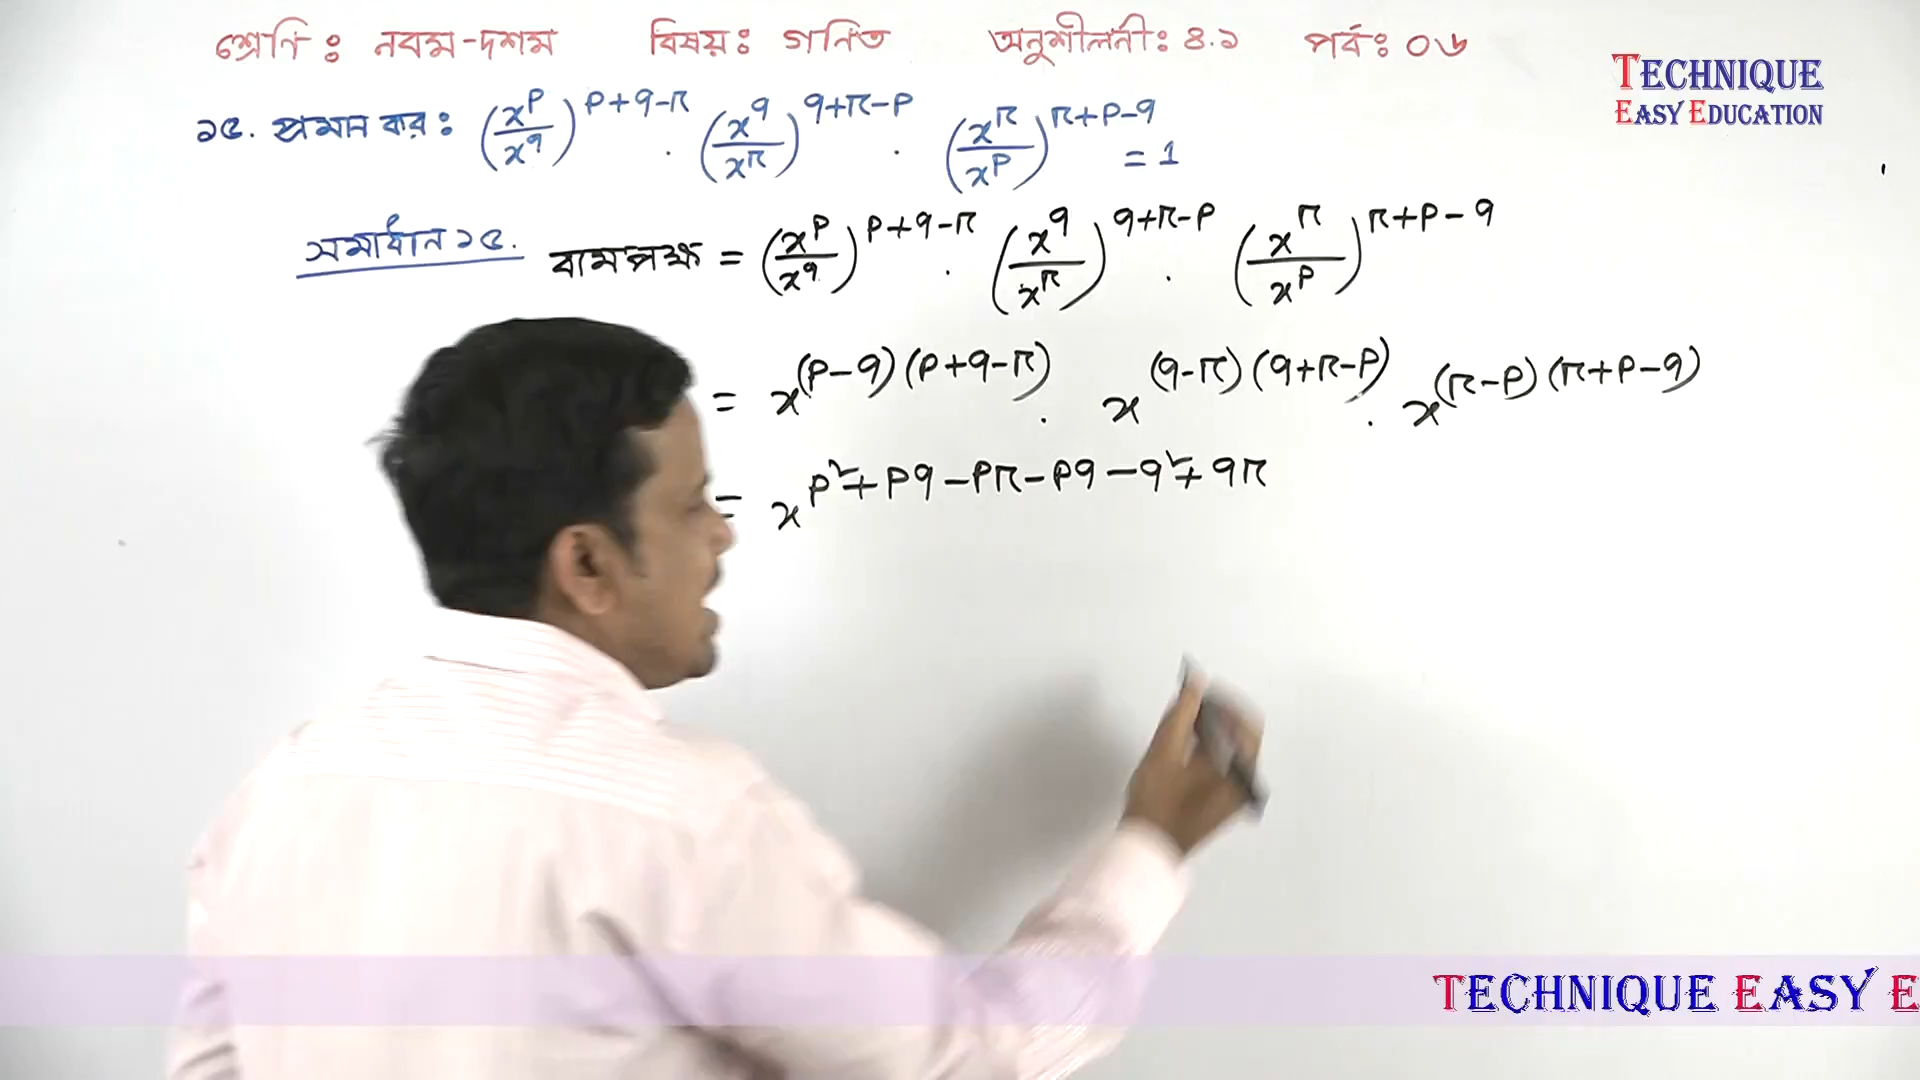 শ্রেণি : নবম-দশম বিষয়: গনিত অনুশীলনী: ৪.১ পর্ব: ০৬
TECHNIQUE
EASY EDUCATION
১৫. প্রমান কর: (x^p/x^q)^(p+q-r) . (x^q/x^r)^(q+r-p) . (x^r/x^p)^(r+p-q) = 1
সমাধান ১৫. বামপক্ষ = (x^p/x^q)^(p+q-r) . (x^q/x^r)^(q+r-p) . (x^r/x^p)^(r+p-q)
= x^(p-q)(p+q-r) . x^(q-r)(q+r-p) . x^(r-p)(r+p-q)
= x^(p²+pq-pr-pq-q²+qr)
TECHNIQUE EASY E